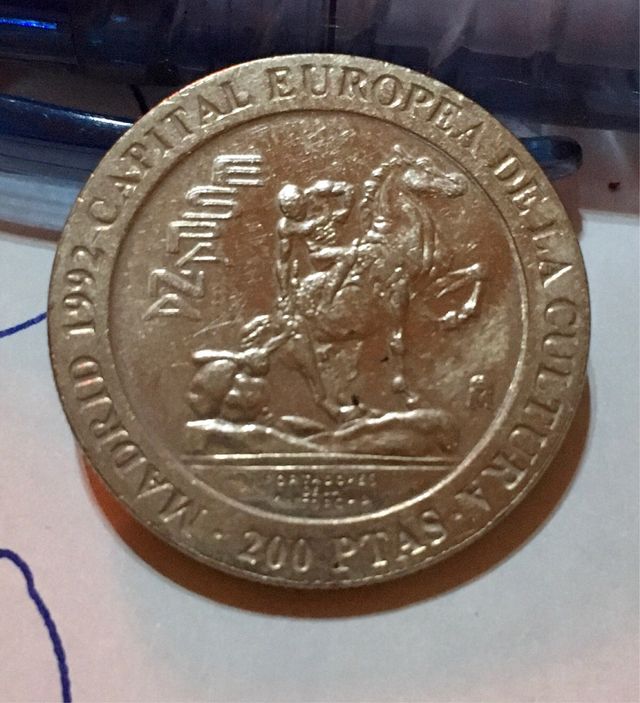 MADRID 1992 CAPITAL EUROPEA DE LA CULTURA
· 200 PTAS ·
M